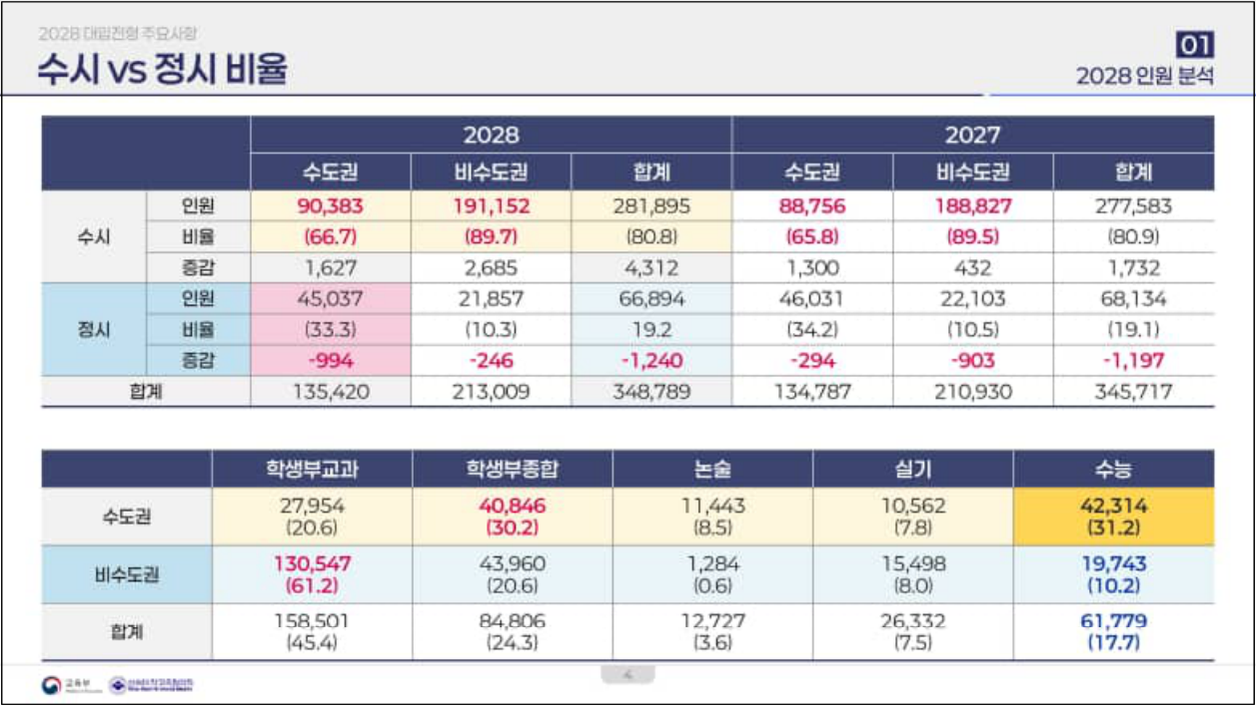 2028 대입전형 주요사항
수시 vs 정시 비율
01
2028 인원 분석
2028 2027
수도권 비수도권 합계 수도권 비수도권 합계
수시 인원 90,383 191,152 281,895 88,756 188,827 277,583
비율 (66.7) (89.7) (80.8) (65.8) (89.5) (80.9)
증감 1,627 2,685 4,312 1,300 432 1,732
정시 인원 45,037 21,857 66,894 46,031 22,103 68,134
비율 (33.3) (10.3) 19.2 (34.2) (10.5) (19.1)
증감 -994 -246 -1,240 -294 -903 -1,197
합계 135,420 213,009 348,789 134,787 210,930 345,717
학생부교과 학생부종합 논술 실기 수능
수도권 27,954 40,846 11,443 10,562 42,314
(20.6) (30.2) (8.5) (7.8) (31.2)
비수도권 130,547 43,960 1,284 15,498 19,743
(61.2) (20.6) (0.6) (8.0) (10.2)
합계 158,501 84,806 12,727 26,332 61,779
(45.4) (24.3) (3.6) (7.5) (17.7)
4
교육부